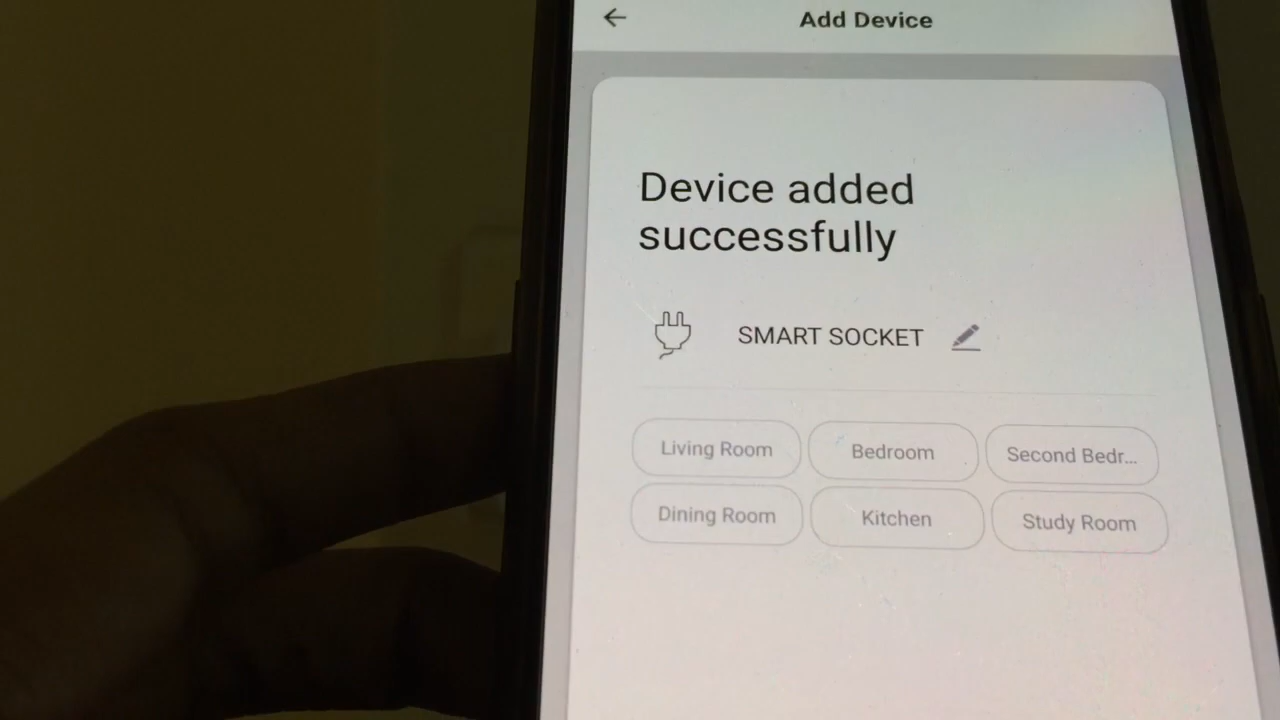 Add Device
Device added
successfully
SMART SOCKET
Living Room
Bedroom
Second Bedr...
Dining Room
Kitchen
Study Room